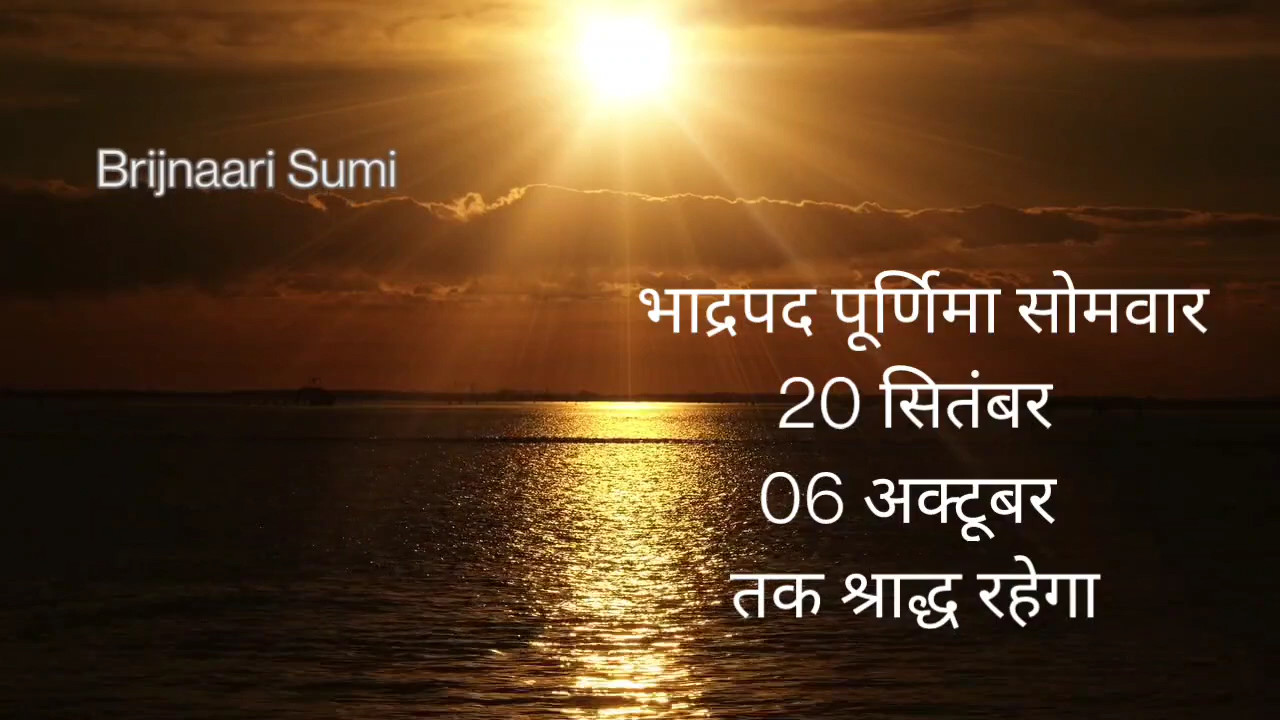 Brijnaari Sumi
भाद्रपद पूर्णिमा सोमवार
20 सितंबर
06 अक्टूबर
तक श्राद्ध रहेगा